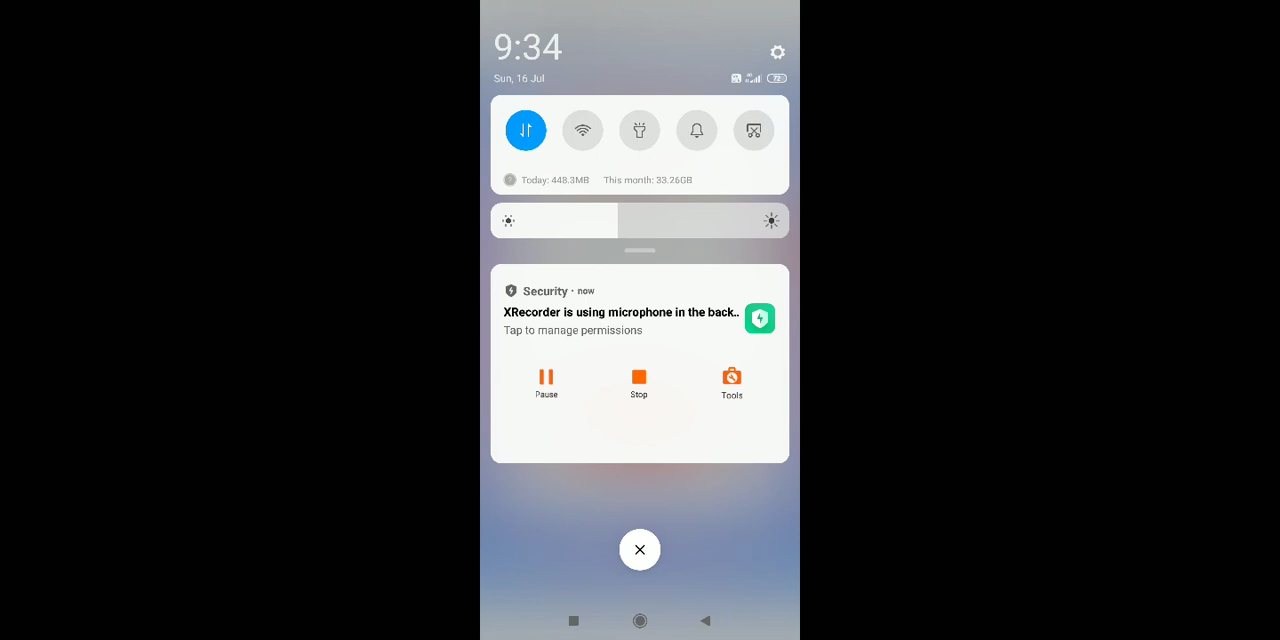 9:34
Sun, 16 Jul
72
Today: 448.3MB This month: 33.26GB
Security · now
XRecorder is using microphone in the back..
Tap to manage permissions
Pause Stop Tools